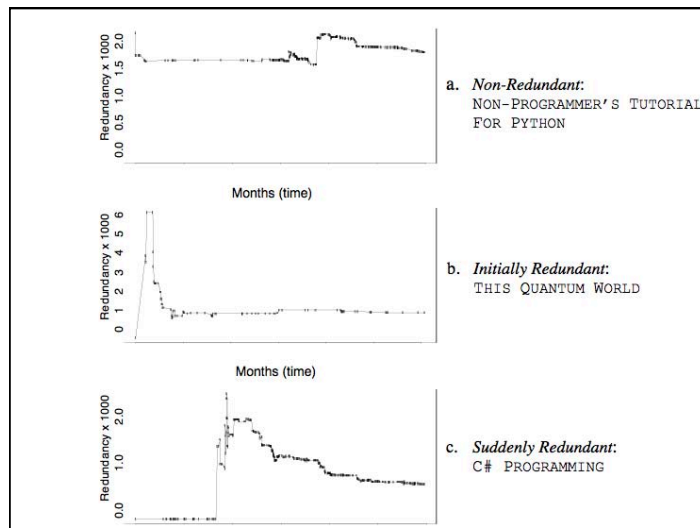 Redundancy x 1000
0.0 0.5 1.0 1.5 2.0
a. Non-Redundant:
NON-PROGRAMMER'S TUTORIAL
FOR PYTHON
Months (time)
Redundancy x 1000
0 1 2 3 4 5 6
b. Initially Redundant:
THIS QUANTUM WORLD
Months (time)
Redundancy x 1000
0.0 1.0 2.0
c. Suddenly Redundant:
C# PROGRAMMING